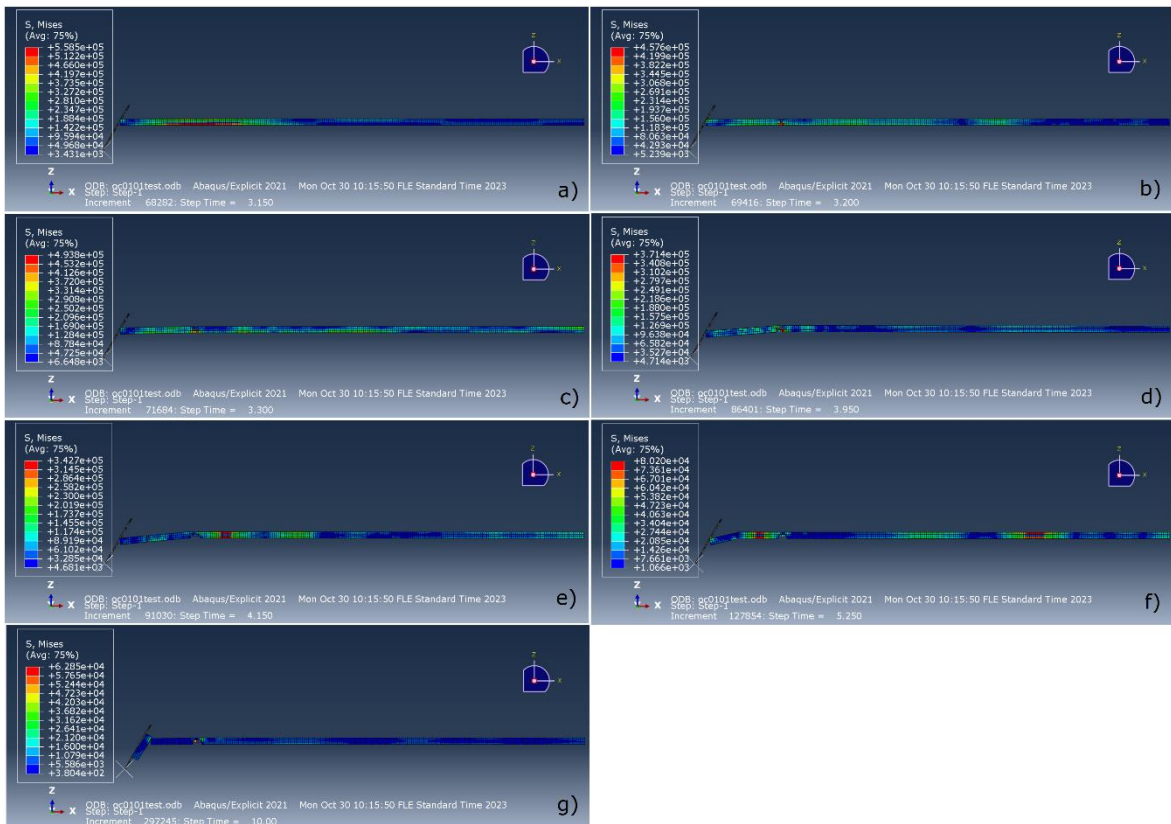 S, Mises
(Avg: 75%)
+5.585e+05
+5.122e+05
+4.660e+05
+4.197e+05
+3.735e+05
+3.272e+05
+2.810e+05
+2.347e+05
+1.884e+05
+1.422e+05
+9.594e+04
+4.968e+04
+3.431e+03
z
x
Z
X
ODB: oc0101test.odb Abaqus/Explicit 2021 Mon Oct 30 10:15:50 FLE Standard Time 2023
Step: Step-1
Increment 68282: Step Time = 3.150
a)
S, Mises
(Avg: 75%)
+4.576e+05
+4.199e+05
+3.822e+05
+3.445e+05
+3.068e+05
+2.691e+05
+2.314e+05
+1.937e+05
+1.560e+05
+1.183e+05
+8.063e+04
+4.293e+04
+5.239e+03
z
x
Z
X
ODB: oc0101test.odb Abaqus/Explicit 2021 Mon Oct 30 10:15:50 FLE Standard Time 2023
Step: Step-1
Increment 69416: Step Time = 3.200
b)
S, Mises
(Avg: 75%)
+4.938e+05
+4.532e+05
+4.126e+05
+3.720e+05
+3.314e+05
+2.908e+05
+2.502e+05
+2.096e+05
+1.690e+05
+1.284e+05
+8.784e+04
+4.725e+04
+6.648e+03
z
x
Z
X
ODB: oc0101test.odb Abaqus/Explicit 2021 Mon Oct 30 10:15:50 FLE Standard Time 2023
Step: Step-1
Increment 71684: Step Time = 3.300
c)
S, Mises
(Avg: 75%)
+3.714e+05
+3.408e+05
+3.102e+05
+2.797e+05
+2.491e+05
+2.186e+05
+1.880e+05
+1.575e+05
+1.269e+05
+9.638e+04
+6.582e+04
+3.527e+04
+4.714e+03
z
x
Z
X
ODB: oc0101test.odb Abaqus/Explicit 2021 Mon Oct 30 10:15:50 FLE Standard Time 2023
Step: Step-1
Increment 86401: Step Time = 3.950
d)
S, Mises
(Avg: 75%)
+3.427e+05
+3.145e+05
+2.864e+05
+2.582e+05
+2.300e+05
+2.019e+05
+1.737e+05
+1.455e+05
+1.174e+05
+8.919e+04
+6.102e+04
+3.285e+04
+4.681e+03
z
x
Z
X
ODB: oc0101test.odb Abaqus/Explicit 2021 Mon Oct 30 10:15:50 FLE Standard Time 2023
Step: Step-1
Increment 91030: Step Time = 4.150
e)
S, Mises
(Avg: 75%)
+8.020e+04
+7.361e+04
+6.701e+04
+6.042e+04
+5.382e+04
+4.723e+04
+4.063e+04
+3.404e+04
+2.744e+04
+2.085e+04
+1.426e+04
+7.661e+03
+1.066e+03
z
x
Z
X
ODB: oc0101test.odb Abaqus/Explicit 2021 Mon Oct 30 10:15:50 FLE Standard Time 2023
Step: Step-1
Increment 127854: Step Time = 5.250
f)
S, Mises
(Avg: 75%)
+6.285e+04
+5.765e+04
+5.244e+04
+4.723e+04
+4.203e+04
+3.682e+04
+3.162e+04
+2.641e+04
+2.120e+04
+1.600e+04
+1.079e+04
+5.586e+03
+3.804e+02
z
x
Z
X
ODB: oc0101test.odb Abaqus/Explicit 2021 Mon Oct 30 10:15:50 FLE Standard Time 2023
Step: Step-1
Increment 297245: Step Time = 10.00
g)